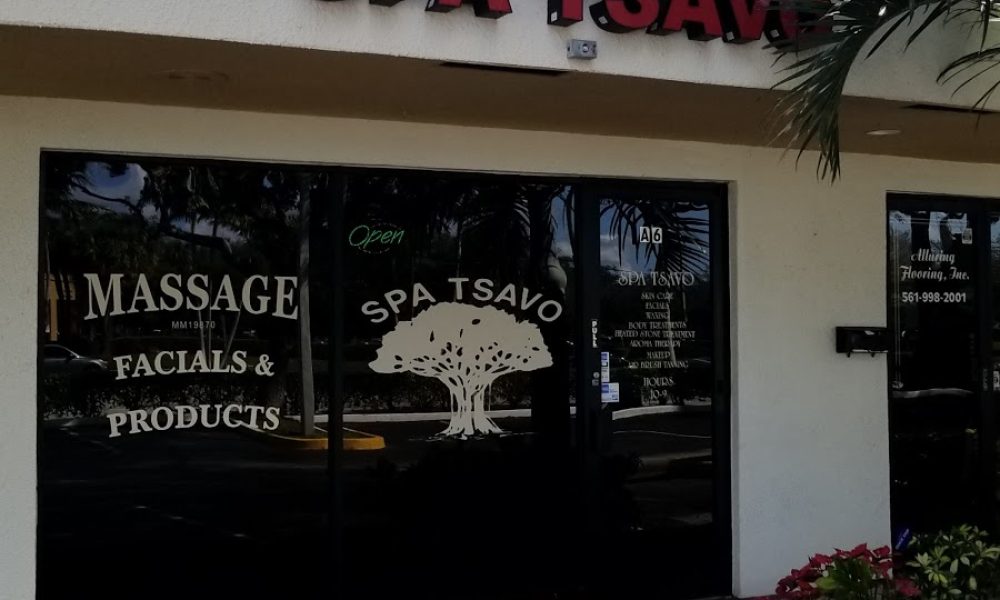 SPA TSAVO
Open
MASSAGE
MM19870
FACIALS &
PRODUCTS
SPA TSAVO
A6
SPA TSAVO
SKIN CARE
FACIALS
WAXING
BODY TREATMENTS
HEATED STONE TREATMENT
AROMA THERAPY
MAKEUP
AIR BRUSH TANNING
HOURS
10-9
PULL
Alluring
Flooring, Inc.
561-998-2001